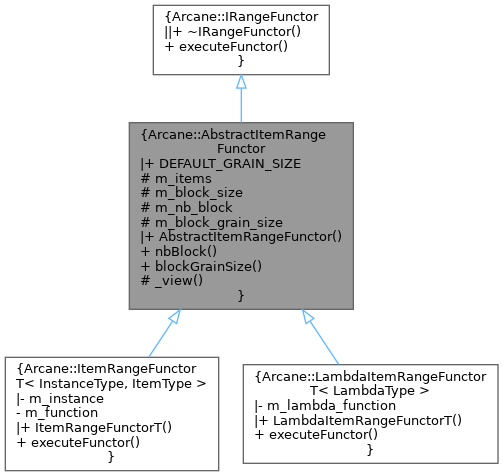 {Arcane::IRangeFunctor
||+ ~IRangeFunctor()
+ executeFunctor()
}
{Arcane::AbstractItemRange
Functor
|+ DEFAULT_GRAIN_SIZE
# m_items
# m_block_size
# m_nb_block
# m_block_grain_size
|+ AbstractItemRangeFunctor()
+ nbBlock()
+ blockGrainSize()
# _view()
}
{Arcane::ItemRangeFunctor
T< InstanceType, ItemType >
|- m_instance
- m_function
|+ ItemRangeFunctorT()
+ executeFunctor()
}
{Arcane::LambdaItemRangeFunctor
T< LambdaType >
|- m_lambda_function
|+ LambdaItemRangeFunctorT()
+ executeFunctor()
}